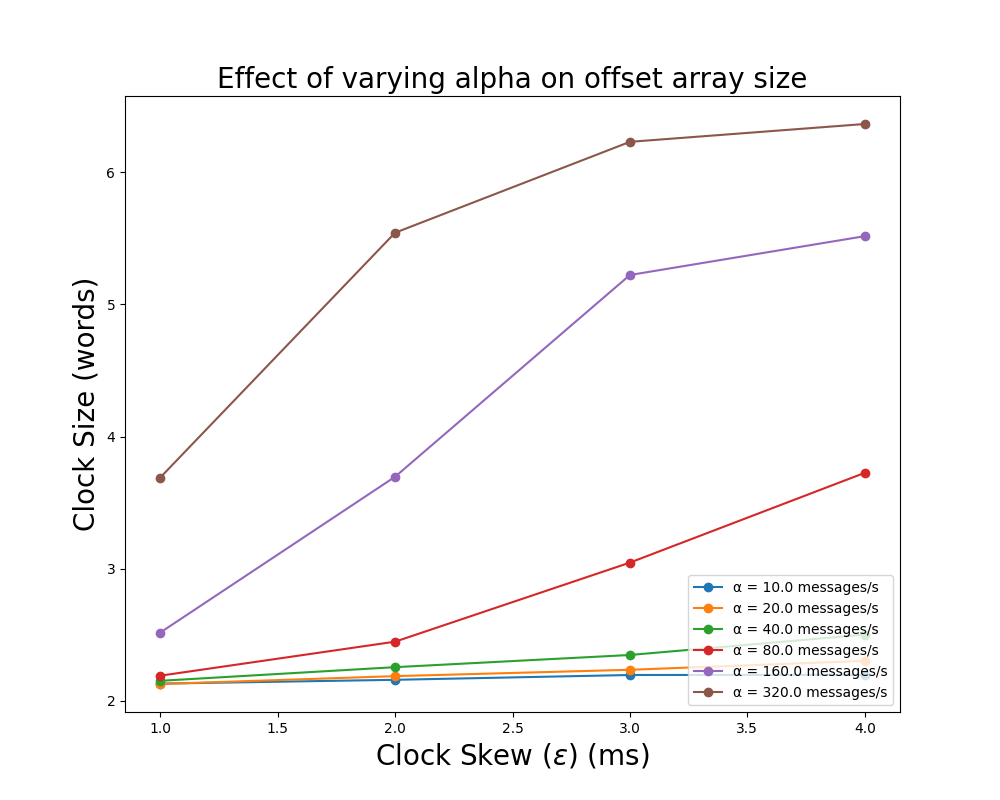 Effect of varying alpha on offset array size
Clock Size (words)
6
5
4
3
2
α = 10.0 messages/s
α = 20.0 messages/s
α = 40.0 messages/s
α = 80.0 messages/s
α = 160.0 messages/s
α = 320.0 messages/s
1.0 1.5 2.0 2.5 3.0 3.5 4.0
Clock Skew (ε) (ms)